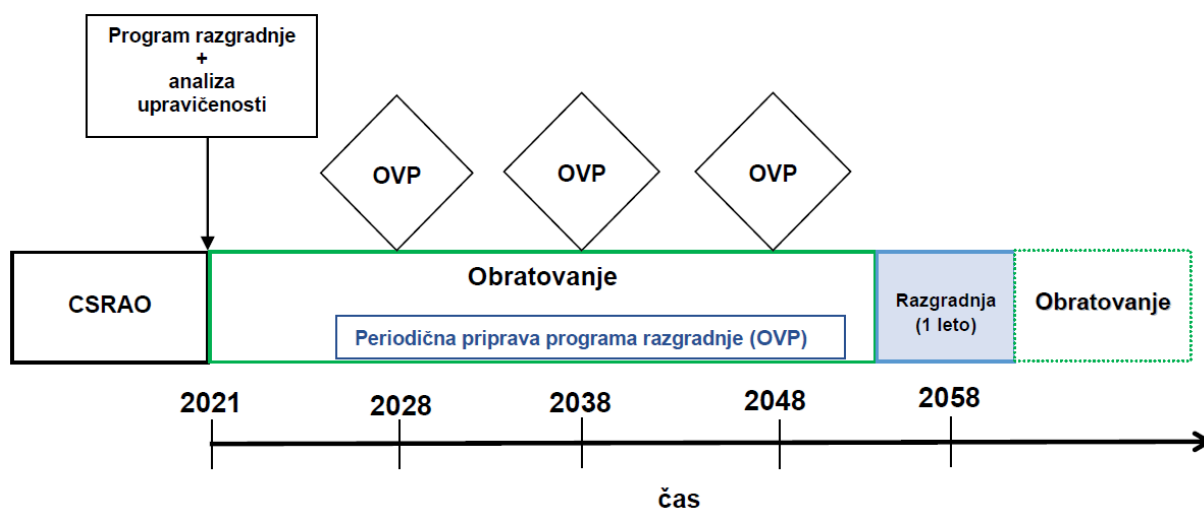 Program razgradnje
+
analiza
upravičenosti
OVP
OVP
OVP
CSRAO
Obratovanje
Periodična priprava programa razgradnje (OVP)
Razgradnja
(1 leto)
Obratovanje
2021
2028
2038
2048
2058
čas